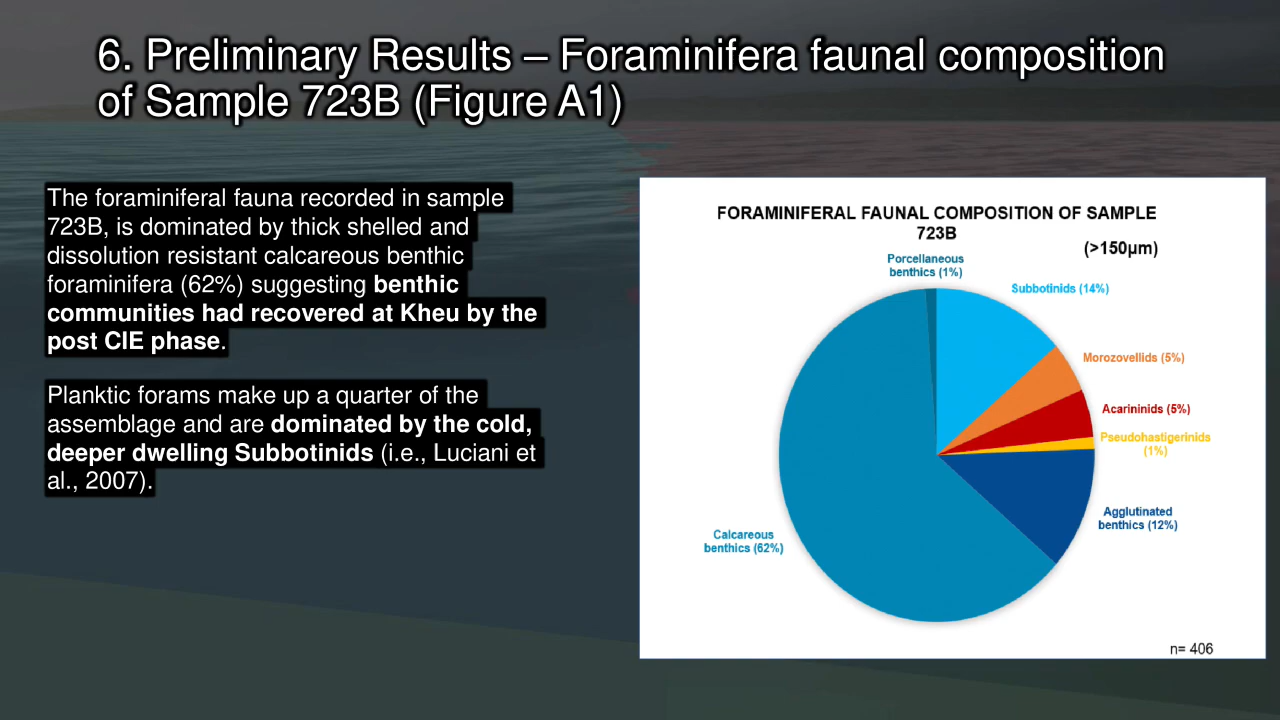 6. Preliminary Results – Foraminifera faunal composition
of Sample 723B (Figure A1)
The foraminiferal fauna recorded in sample
723B, is dominated by thick shelled and
dissolution resistant calcareous benthic
foraminifera (62%) suggesting benthic
communities had recovered at Kheu by the
post CIE phase.
Planktic forams make up a quarter of the
assemblage and are dominated by the cold,
deeper dwelling Subbotinids (i.e., Luciani et
al., 2007).
FORAMINIFERAL FAUNAL COMPOSITION OF SAMPLE
723B
(>150µm)
Porcellaneous
benthics (1%)
Subbotinids (14%)
Morozovellids (5%)
Acarininids (5%)
Pseudohastigerinids
(1%)
Agglutinated
benthics (12%)
Calcareous
benthics (62%)
n= 406